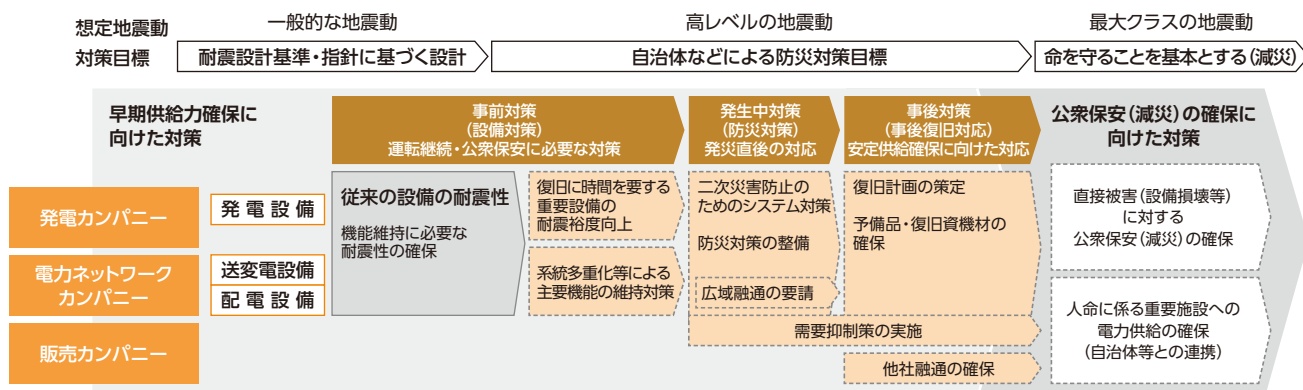 想定地震動
一般的な地震動
高レベルの地震動
最大クラスの地震動
対策目標
耐震設計基準・指針に基づく設計
自治体などによる防災対策目標
命を守ることを基本とする(減災)
早期供給力確保に
向けた対策
事前対策
(設備対策)
運転継続・公衆保安に必要な対策
発生中対策
(防災対策)
発災直後の対応
事後対策
(事後復旧対応)
安定供給確保に向けた対応
公衆保安(減災)の確保に
向けた対策
発電カンパニー
発電設備
従来の設備の耐震性
機能維持に必要な
耐震性の確保
復旧に時間を要する
重要設備の
耐震裕度向上
二次災害防止の
ためのシステム対策
防災対策の整備
復旧計画の策定
予備品・復旧資機材の
確保
直接被害(設備損壊等)
に対する
公衆保安(減災)の確保
電力ネットワーク
カンパニー
送変電設備
配電設備
系統多重化等による
主要機能の維持対策
広域融通の要請
人命に係る重要施設への
電力供給の確保
(自治体等との連携)
販売カンパニー
需要抑制策の実施
他社融通の確保